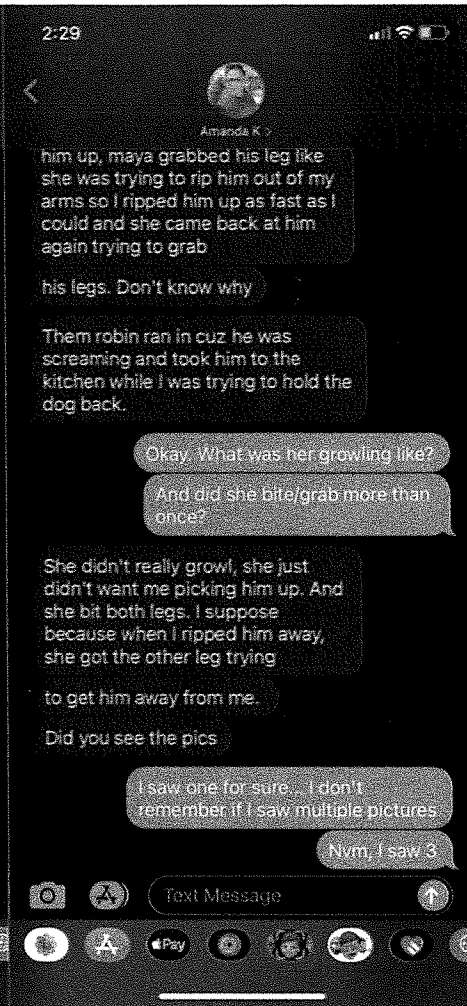 2:29
Amanda K >
him up, maya grabbed his leg like
she was trying to rip him out of my
arms so I ripped him up as fast as I
could and she came back at him
again trying to grab
his legs. Don't know why
Them robin ran in cuz he was
screaming and took him to the
kitchen while I was trying to hold the
dog back.
Okay. What was her growling like?
And did she bite/grab more than
once?
She didn't really growl, she just
didn't want me picking him up. And
she bit both legs. I suppose
because when I ripped him away,
she got the other leg trying
to get him away from me.
Did you see the pics
I saw one for sure... I don't
remember if I saw multiple pictures
Nvm, I saw 3
Text Message
Pay